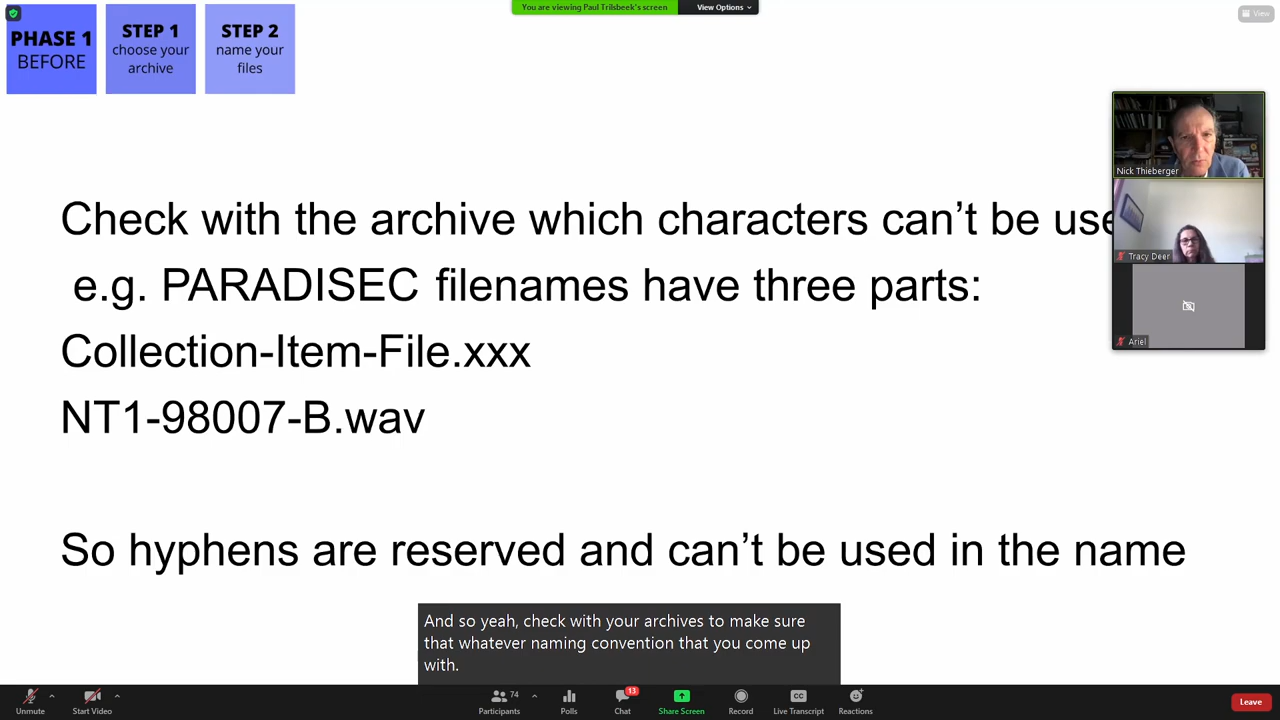 You are viewing Paul Trilsbeek's screen
View Options
View
PHASE 1
BEFORE
STEP 1
choose your
archive
STEP 2
name your
files
Check with the archive which characters can't be use
e.g. PARADISEC filenames have three parts:
Collection-Item-File.xxx
NT1-98007-B.wav
So hyphens are reserved and can't be used in the name
Nick Thieberger
Tracy Deer
Ariel
And so yeah, check with your archives to make sure
that whatever naming convention that you come up
with.
Unmute
Start Video
74
Participants
Polls
13
Chat
Share Screen
Record
Live Transcript
Reactions
Leave